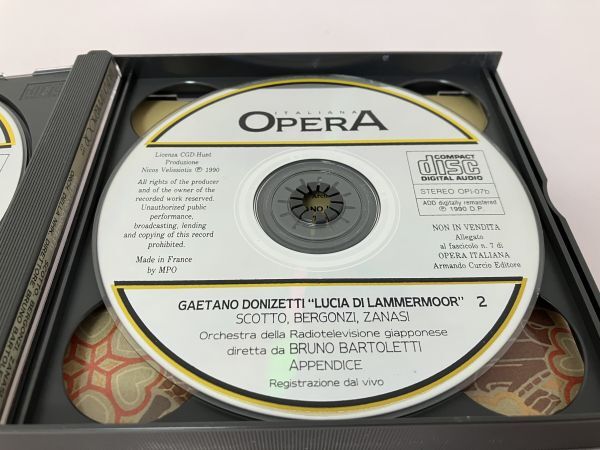 ITALIANA
OPERA
Licenza CGD-Hunt
Produzione
Nicos Velissiotis ℗ 1990
All rights of the producer
and of the owner of the
recorded work reserved.
Unauthorized public
performance,
broadcasting, lending
and copying of this record
prohibited.
Made in France
by MPO
COMPACT
disc
DIGITAL AUDIO
STEREO OPI-07b
ADD digitally remastered
℗ 1990 D.P.
NON IN VENDITA
Allegato
al fascicolo n. 7 di
OPERA ITALIANA
Armando Curcio Editore
GAETANO DONIZETTI "LUCIA DI LAMMERMOOR" 2
SCOTTO, BERGONZI, ZANASI
Orchestra della Radiotelevisione giapponese
diretta da BRUNO BARTOLETTI
APPENDICE
Registrazione dal vivo